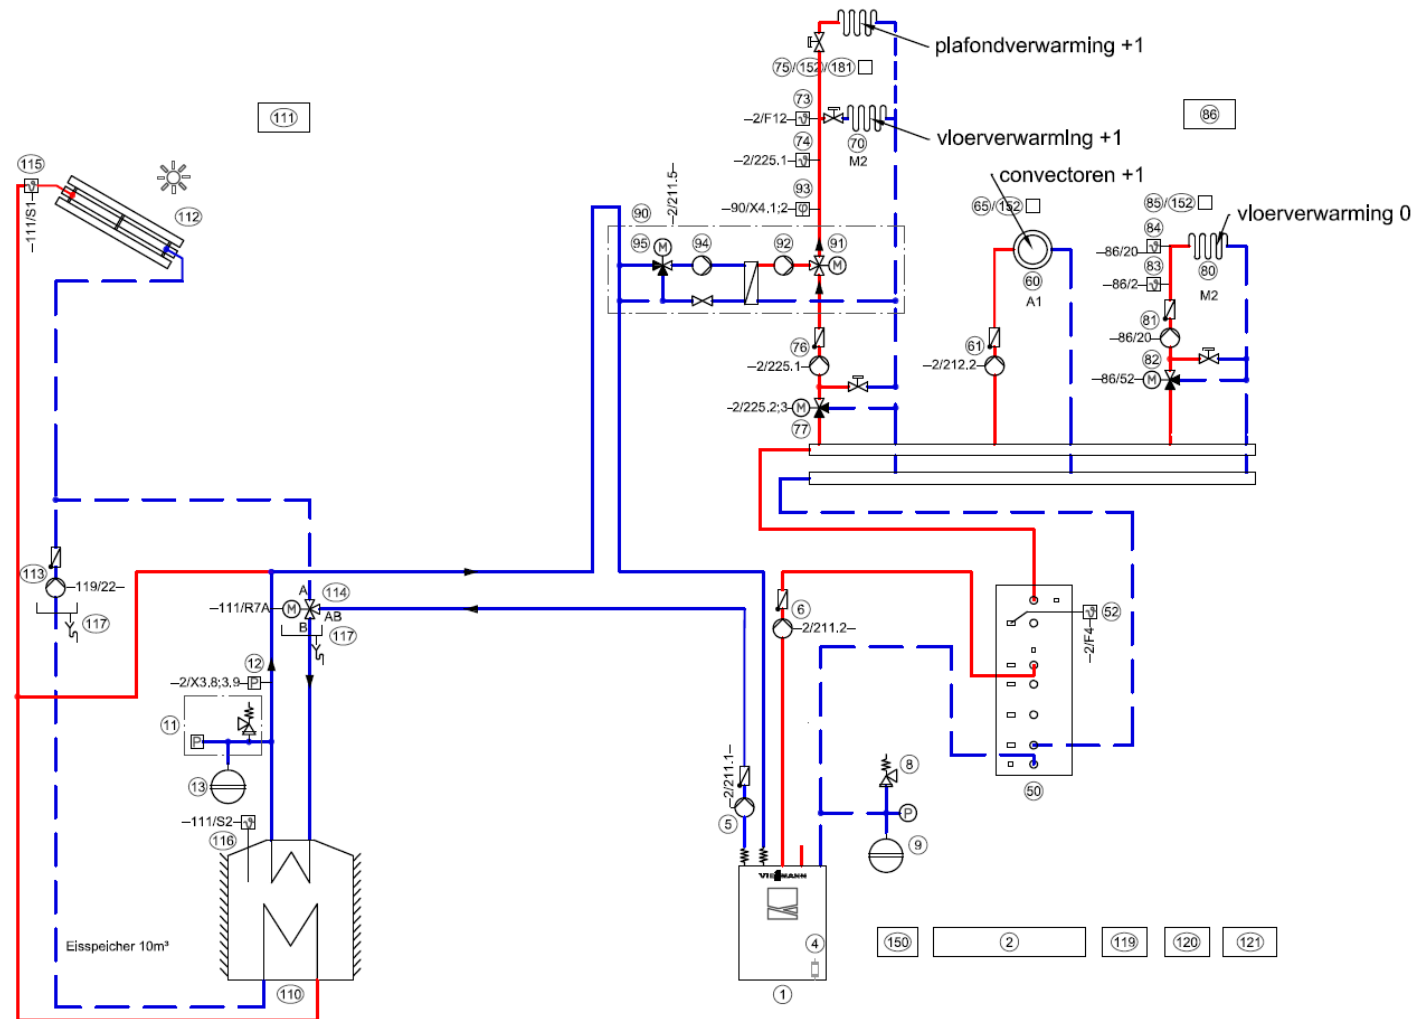 plafondverwarming +1
75/152/181
111
73
86
-2/F12-
vloerverwarming +1
74
70
M2
115
-2/225.1-
convectoren +1
-111/S1-
112
-2/211.5-
93
65/152
85/152
vloerverwarming 0
-90/X4.1;2-
90
84
95
M
94
92
91
M
-86/20-
80
60
83
A1
-86/2-
M2
81
76
61
-86/20-
-2/225.1-
-2/212.2-
82
-86/52-
M
-2/225.2;3-
M
77
113
-119/22-
A
114
-111/R7A-
M
AB
6
52
117
B
117
-2/211.2-
-2/F4-
12
-2/X3.8;3.9-
P
11
P
-2/211.1-
8
13
50
-111/S2-
5
P
116
9
VIESMANN
Eisspeicher 10m³
4
150
2
119
120
121
110
1